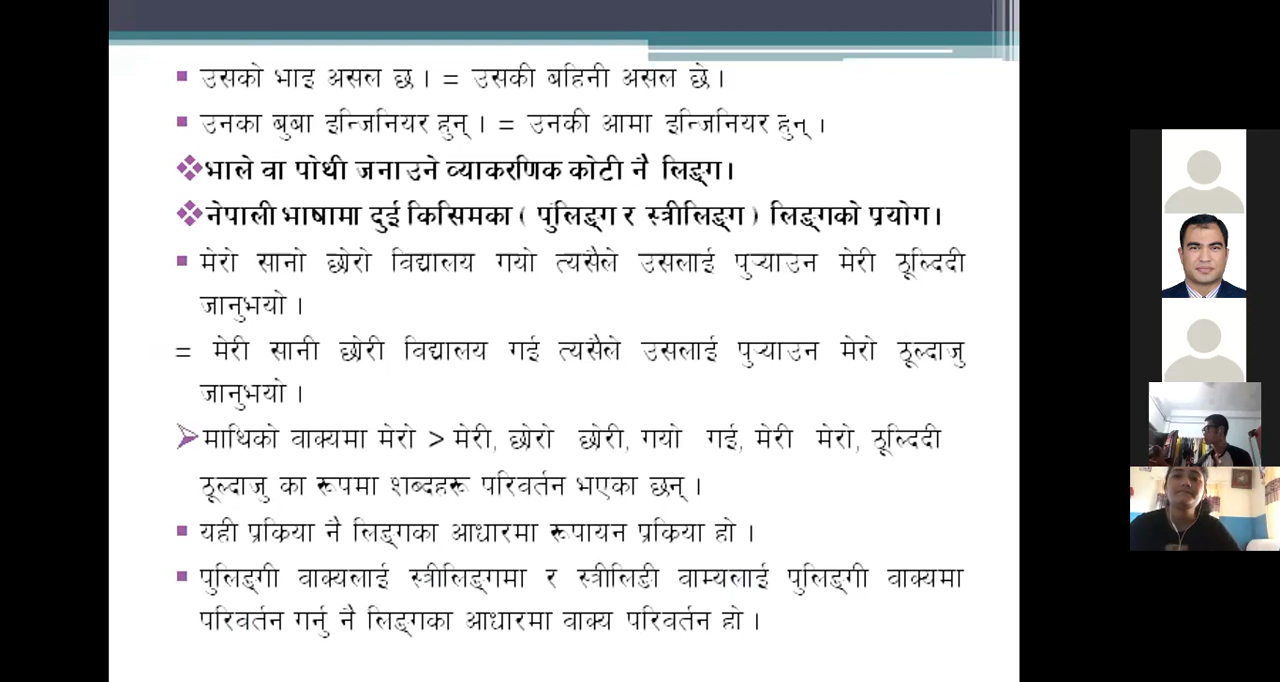 उसको भाइ असल छ । = उसकी बहिनी असल छे ।
उनका बुबा इन्जिनियर हुन् । = उनकी आमा इन्जिनियर हुन् ।
भाले वा पोथी जनाउने व्याकरणिक कोटी नै लिङ्ग।
नेपाली भाषामा दुई किसिमका ( पुंलिङ्ग र स्त्रीलिङ्ग ) लिङ्गको प्रयोग।
मेरो सानो छोरो विद्यालय गयो त्यसैले उसलाई पुऱ्याउन मेरी ठूल्दिदी
जानुभयो ।
= मेरी सानी छोरी विद्यालय गई त्यसैले उसलाई पुऱ्याउन मेरो ठूल्दाजु
जानुभयो ।
माथिको वाक्यमा मेरो > मेरी, छोरो छोरी, गयो गई, मेरी मेरो, ठूल्दिदी
ठूल्दाजु का रूपमा शब्दहरू परिवर्तन भएका छन् ।
यही प्रकिया नै लिङ्गका आधारमा रूपायन प्रकिया हो ।
पुलिङ्गी वाक्यलाई स्त्रीलिङ्गमा र स्त्रीलिङी वाम्यलाई पुलिङ्गी वाक्यमा
परिवर्तन गर्नु नै लिङ्गका आधारमा वाक्य परिवर्तन हो ।